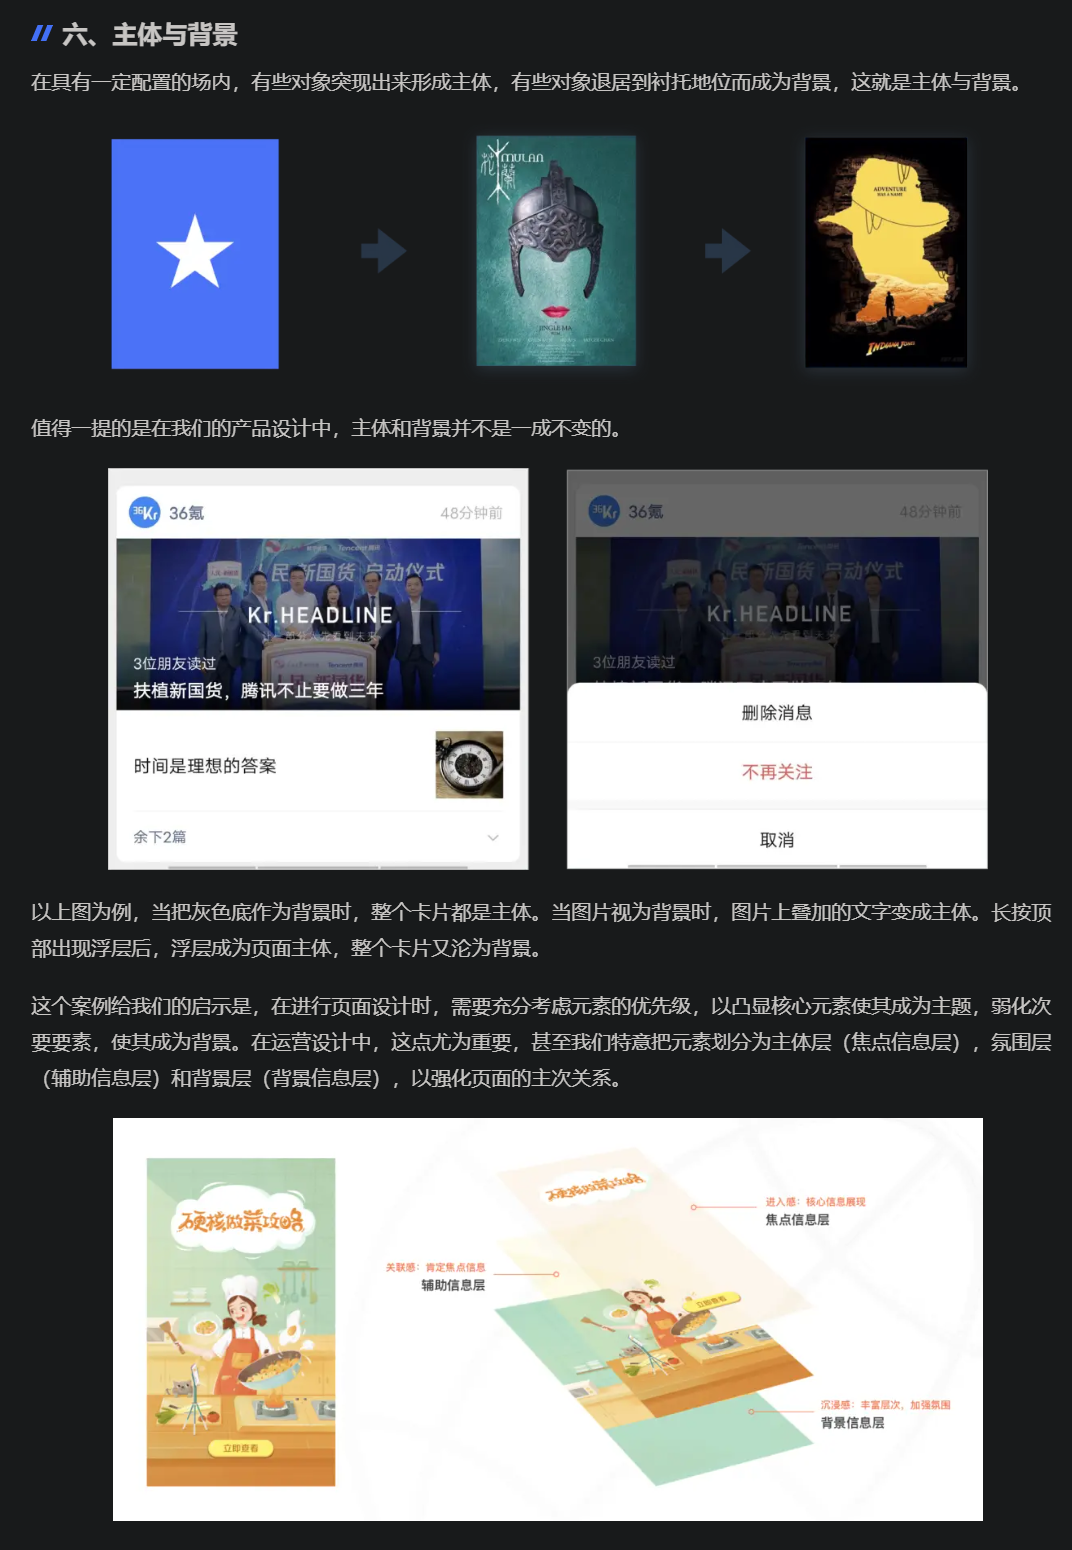 六、主体与背景
在具有一定配置的场内，有些对象突现出来形成主体，有些对象退居到衬托地位而成为背景，这就是主体与背景。
花木蘭
MULAN
JINGLE MA
ADVENTURE
HAS A NAME
INDIANA JONES
值得一提的是在我们的产品设计中，主体和背景并不是一成不变的。
36Kr 36氪 48分钟前
民 新国货 启动仪式
Kr.HEADLINE
3位朋友读过
扶植新国货，腾讯不止要做三年
时间是理想的答案
余下2篇
36Kr 36氪 48分钟前
民 新国货 启动仪式
Kr.HEADLINE
3位朋友读过
删除消息
不再关注
取消
以上图为例，当把灰色底作为背景时，整个卡片都是主体。当图片视为背景时，图片上叠加的文字变成主体。长按顶
部出现浮层后，浮层成为页面主体，整个卡片又沦为背景。
这个案例给我们的启示是，在进行页面设计时，需要充分考虑元素的优先级，以凸显核心元素使其成为主题，弱化次
要要素，使其成为背景。在运营设计中，这点尤为重要，甚至我们特意把元素划分为主体层（焦点信息层），氛围层
（辅助信息层）和背景层（背景信息层），以强化页面的主次关系。
硬核做菜攻略
立即查看
硬核做菜攻略
进入感：核心信息展现
焦点信息层
关联感：肯定焦点信息
辅助信息层
立即查看
沉浸感：丰富层次，加强氛围
背景信息层